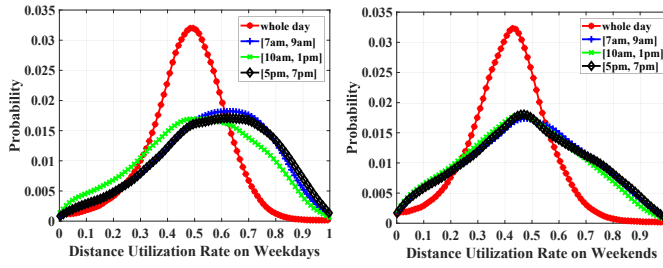 0.035
0.03
0.025
0.02
0.015
0.01
0.005
0
Probability
0 0.1 0.2 0.3 0.4 0.5 0.6 0.7 0.8 0.9 1
Distance Utilization Rate on Weekdays
whole day
[7am, 9am]
[10am, 1pm]
[5pm, 7pm]
0.035
0.03
0.025
0.02
0.015
0.01
0.005
0
Probability
0 0.1 0.2 0.3 0.4 0.5 0.6 0.7 0.8 0.9
Distance Utilization Rate on Weekends
whole day
[7am, 9am]
[10am, 1pm]
[5pm, 7pm]